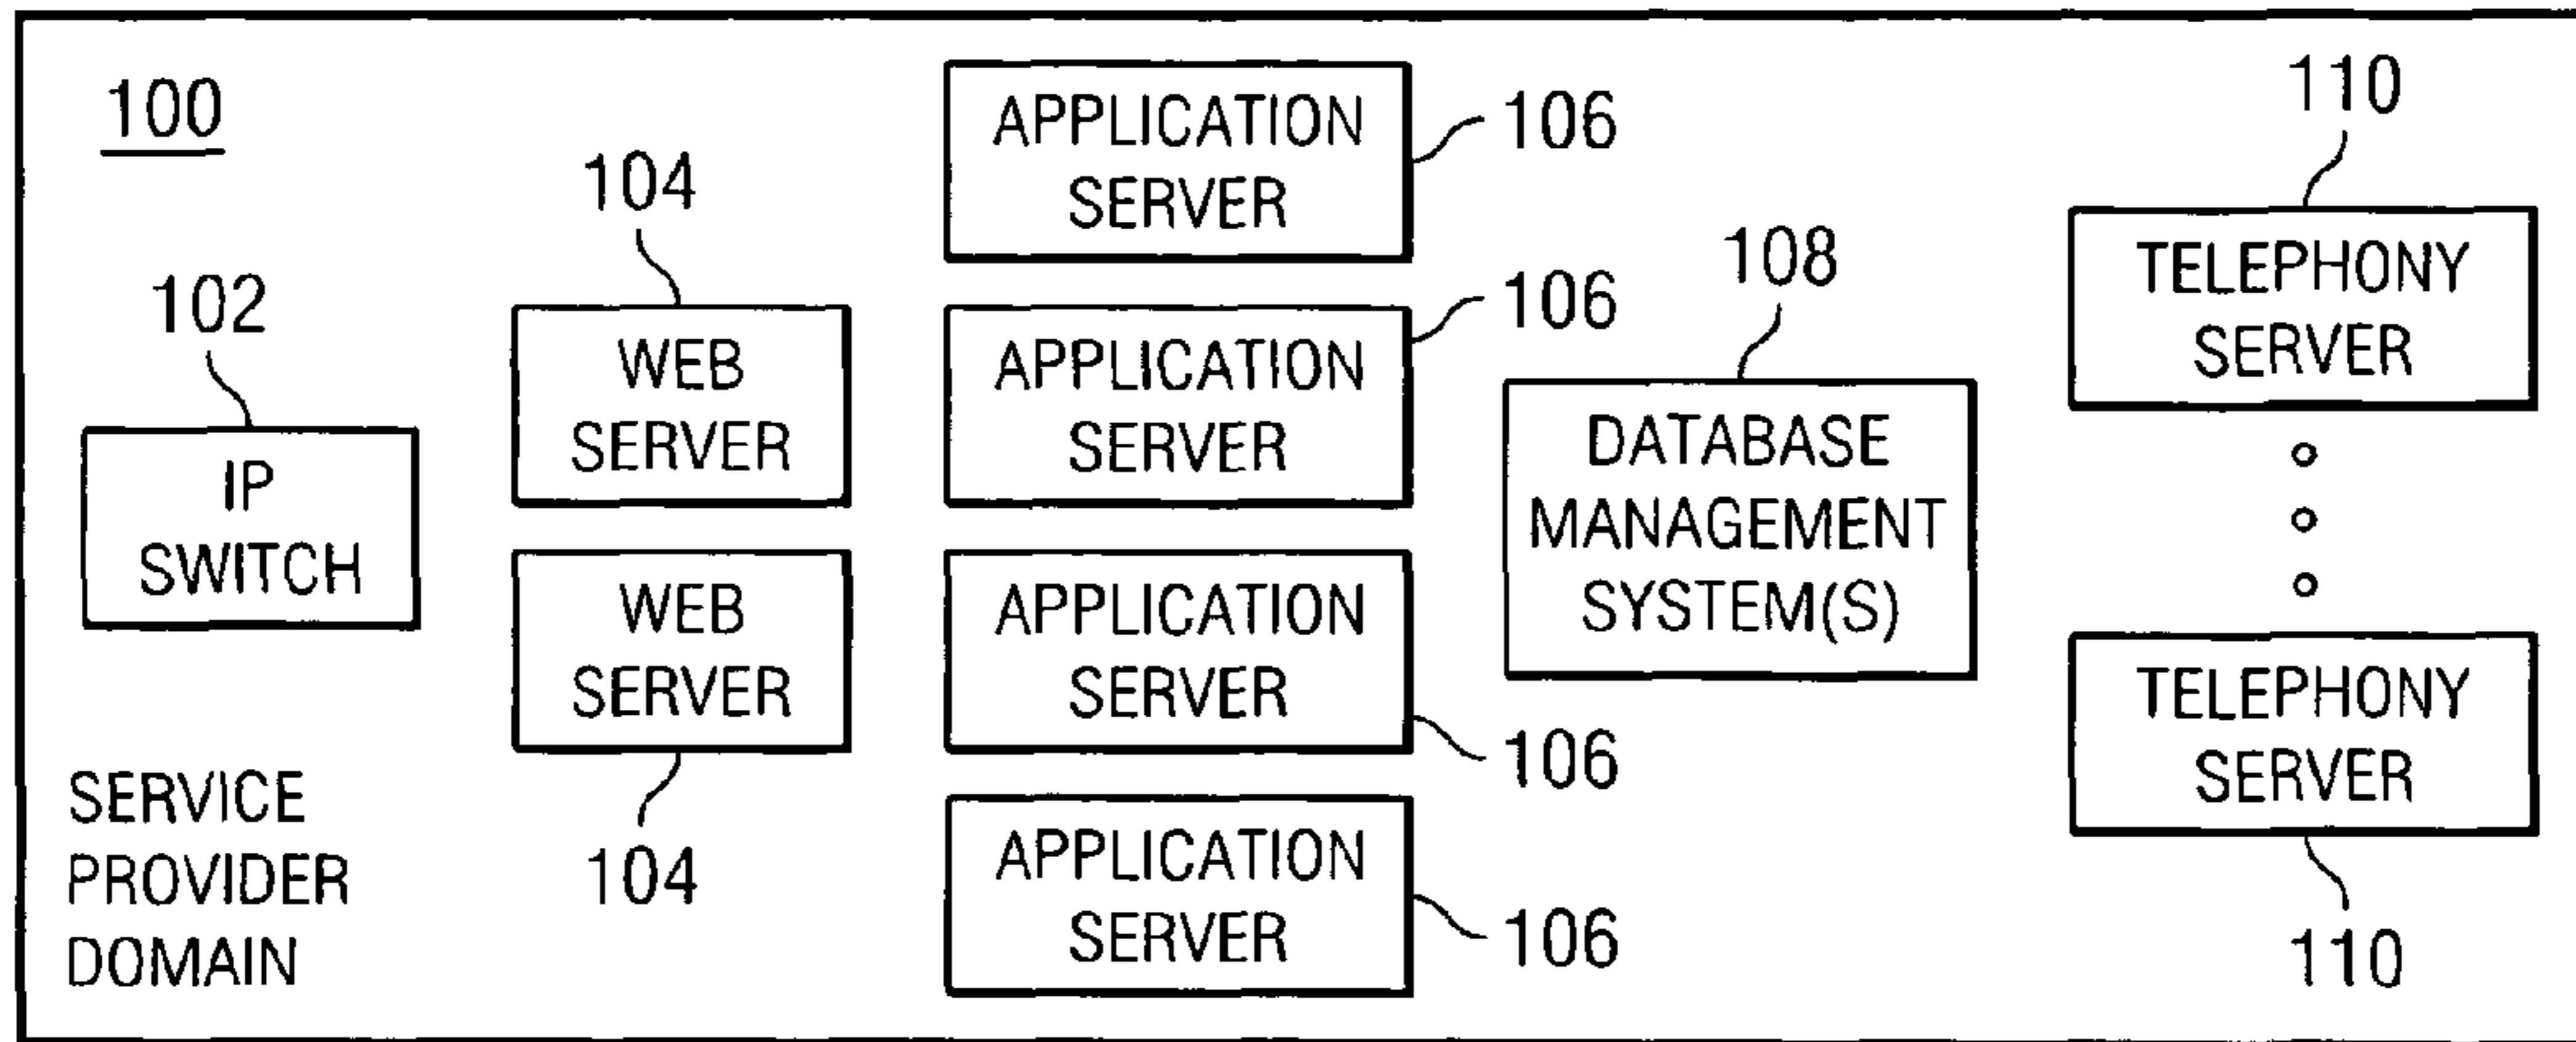 100
102
IP
SWITCH
SERVICE
PROVIDER
DOMAIN
104
WEB
SERVER
WEB
SERVER
104
APPLICATION
SERVER
106
APPLICATION
SERVER
106
APPLICATION
SERVER
106
APPLICATION
SERVER
106
108
DATABASE
MANAGEMENT
SYSTEM(S)
110
TELEPHONY
SERVER
TELEPHONY
SERVER
110